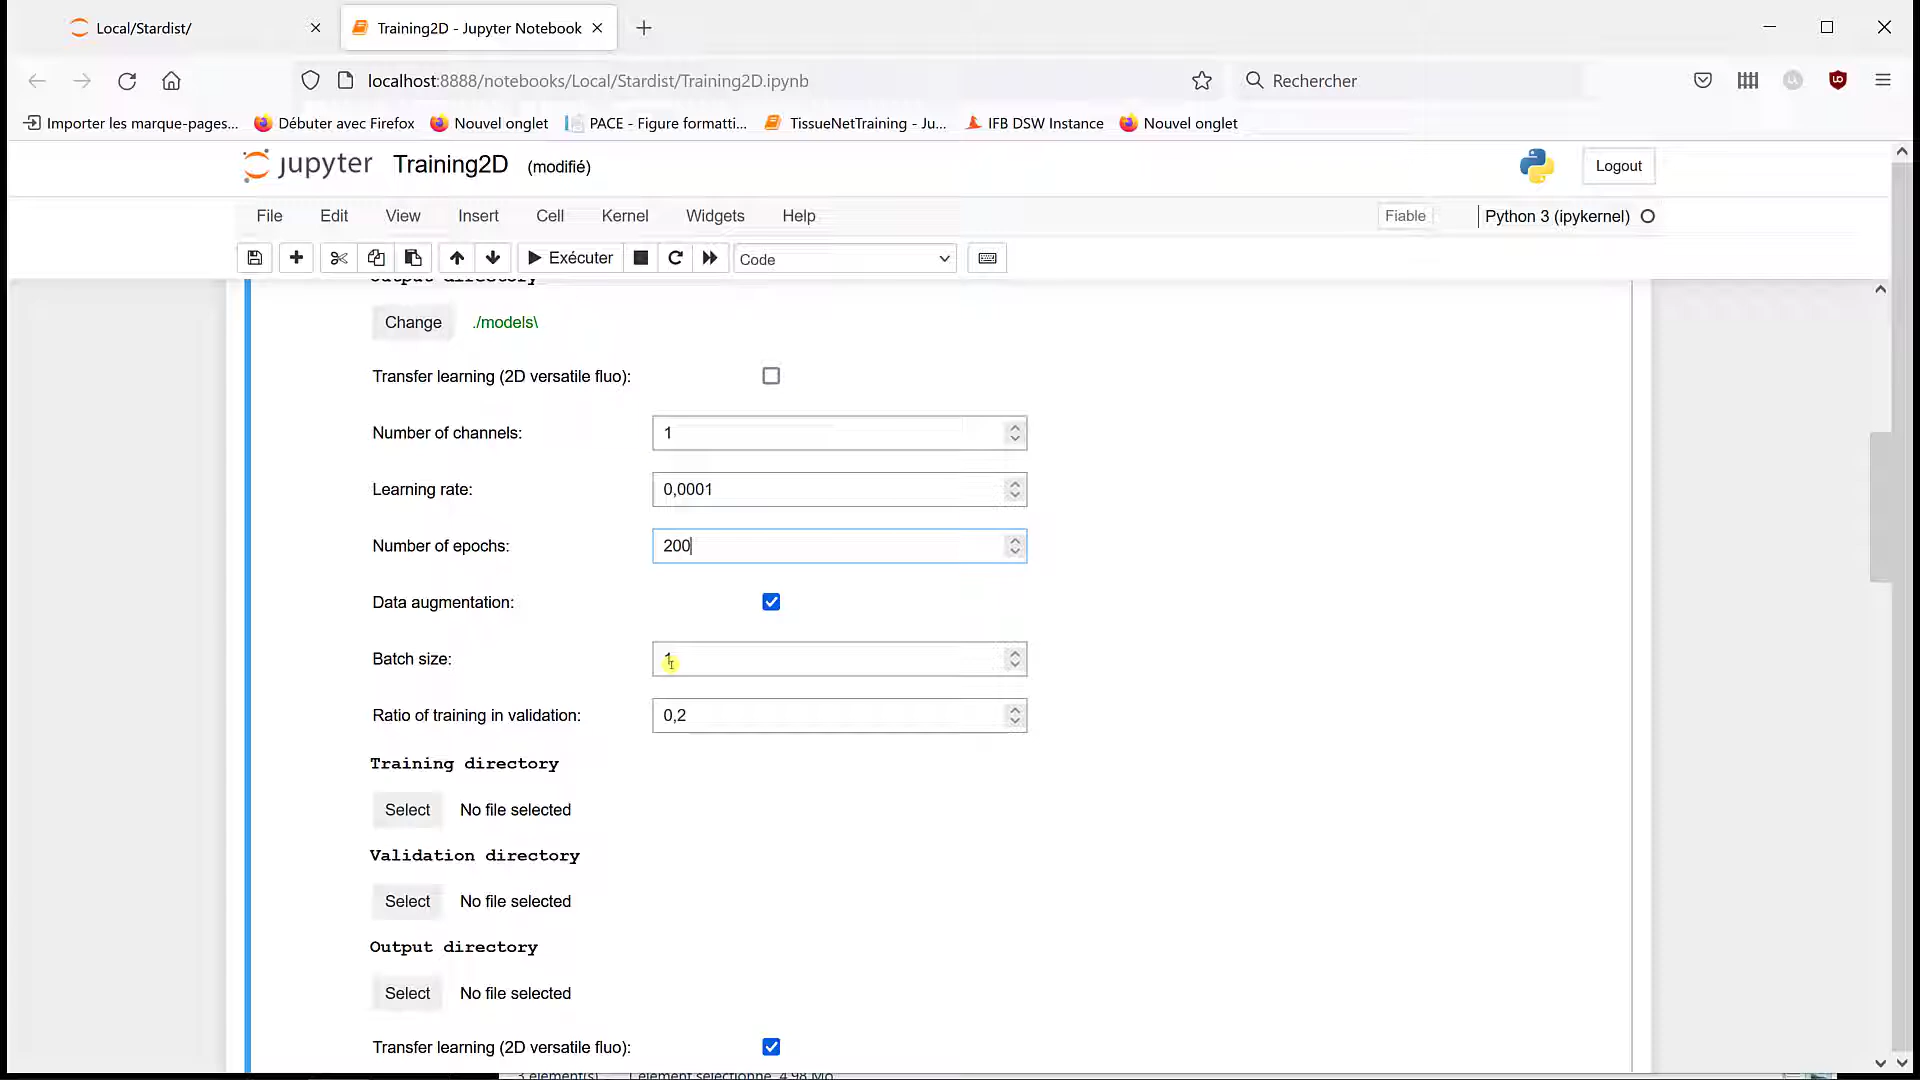 Local/Stardist/
Training2D - Jupyter Notebook
localhost:8888/notebooks/Local/Stardist/Training2D.ipynb
Rechercher
Importer les marque-pages...
Débuter avec Firefox
Nouvel onglet
PACE - Figure formatti...
TissueNetTraining - Ju...
IFB DSW Instance
Nouvel onglet
jupyter
Training2D
(modifié)
Logout
File Edit View Insert Cell Kernel Widgets Help
Fiable
Python 3 (ipykernel)
Exécuter
Code
Output directory
Change ./models\
Transfer learning (2D versatile fluo):
Number of channels: 1
Learning rate: 0,0001
Number of epochs: 200
Data augmentation:
Batch size: 1
Ratio of training in validation: 0,2
Training directory
Select No file selected
Validation directory
Select No file selected
Output directory
Select No file selected
Transfer learning (2D versatile fluo):